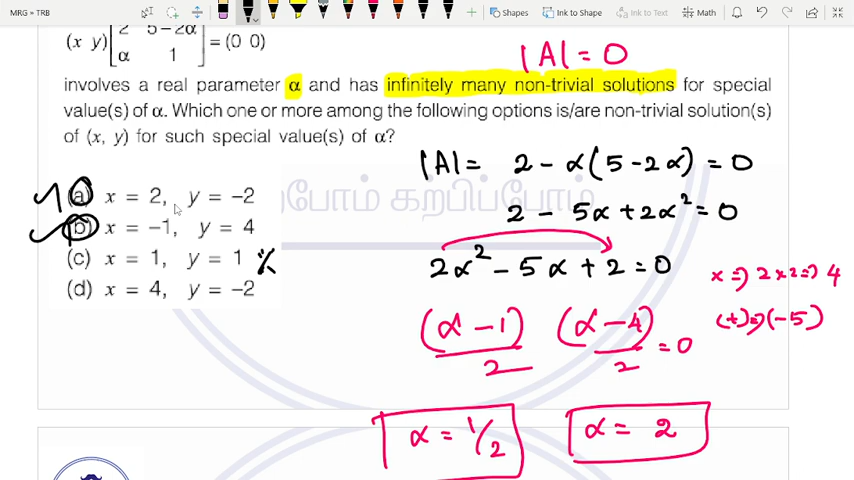 MRG » TRB
Shapes
Ink to Shape
Ink to Text
Math
Share
(x y) [2 5 – 2α
α 1] = (0 0)
|A| = 0
involves a real parameter α and has infinitely many non-trivial solutions for special
value(s) of α. Which one or more among the following options is/are non-trivial solution(s)
of (x, y) for such special value(s) of α?
|A| = 2 - α(5-2α) = 0
(a) x = 2, y = –2
2 - 5α + 2α² = 0
(b) x = –1, y = 4
(c) x = 1, y = 1
2α² - 5α + 2 = 0
(d) x = 4, y = –2
x ⇒ 2 x 2 ⇒ 4
(+) ⇒ (-5)
(α - 1)/2 (α - 4)/2 = 0
α = 1/2
α = 2